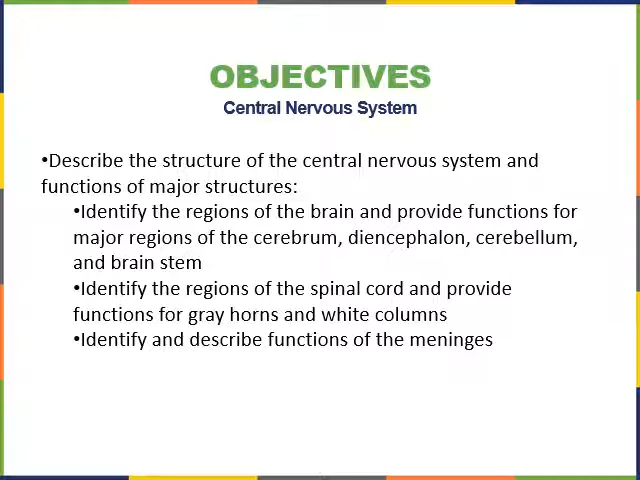 OBJECTIVES
Central Nervous System
•Describe the structure of the central nervous system and
functions of major structures:
•Identify the regions of the brain and provide functions for
major regions of the cerebrum, diencephalon, cerebellum,
and brain stem
•Identify the regions of the spinal cord and provide
functions for gray horns and white columns
•Identify and describe functions of the meninges